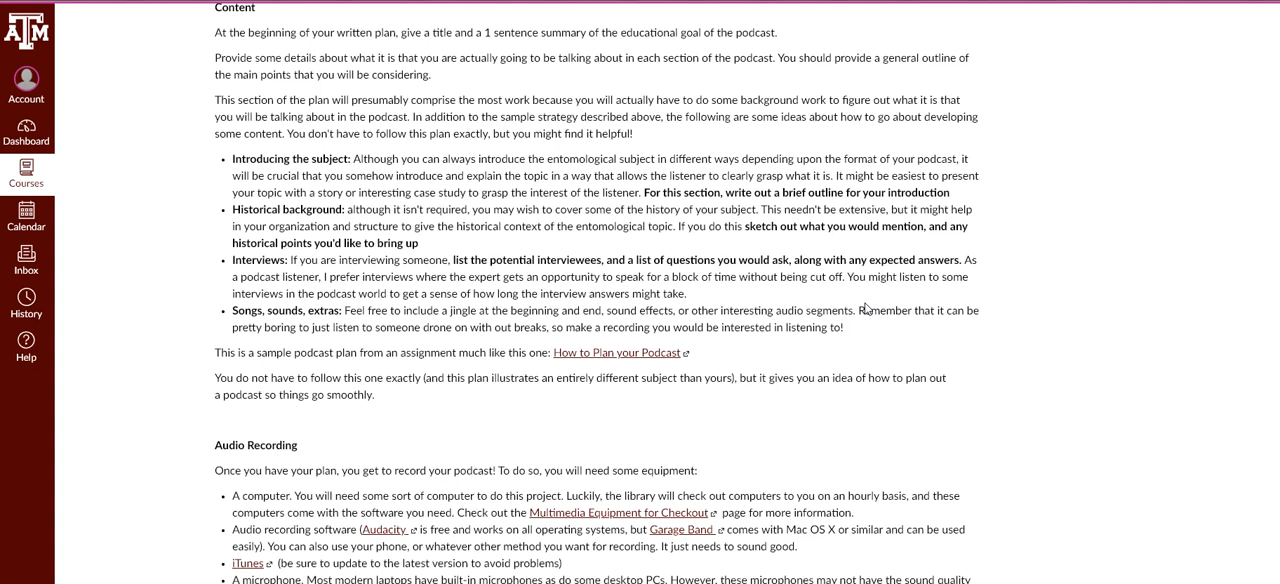 Content
At the beginning of your written plan, give a title and a 1 sentence summary of the educational goal of the podcast.
Provide some details about what it is that you are actually going to be talking about in each section of the podcast. You should provide a general outline of
the main points that you will be considering.
This section of the plan will presumably comprise the most work because you will actually have to do some background work to figure out what it is that
you will be talking about in the podcast. In addition to the sample strategy described above, the following are some ideas about how to go about developing
some content. You don't have to follow this plan exactly, but you might find it helpful!
• Introducing the subject: Although you can always introduce the entomological subject in different ways depending upon the format of your podcast, it
will be crucial that you somehow introduce and explain the topic in a way that allows the listener to clearly grasp what it is. It might be easiest to present
your topic with a story or interesting case study to grasp the interest of the listener. For this section, write out a brief outline for your introduction
• Historical background: although it isn't required, you may wish to cover some of the history of your subject. This needn't be extensive, but it might help
in your organization and structure to give the historical context of the entomological topic. If you do this sketch out what you would mention, and any
historical points you'd like to bring up
• Interviews: If you are interviewing someone, list the potential interviewees, and a list of questions you would ask, along with any expected answers. As
a podcast listener, I prefer interviews where the expert gets an opportunity to speak for a block of time without being cut off. You might listen to some
interviews in the podcast world to get a sense of how long the interview answers might take.
• Songs, sounds, extras: Feel free to include a jingle at the beginning and end, sound effects, or other interesting audio segments. Remember that it can be
pretty boring to just listen to someone drone on with out breaks, so make a recording you would be interested in listening to!
This is a sample podcast plan from an assignment much like this one: How to Plan your Podcast
You do not have to follow this one exactly (and this plan illustrates an entirely different subject than yours), but it gives you an idea of how to plan out
a podcast so things go smoothly.
Audio Recording
Once you have your plan, you get to record your podcast! To do so, you will need some equipment:
• A computer. You will need some sort of computer to do this project. Luckily, the library will check out computers to you on an hourly basis, and these
computers come with the software you need. Check out the Multimedia Equipment for Checkout page for more information.
• Audio recording software (Audacity is free and works on all operating systems, but Garage Band comes with Mac OS X or similar and can be used
easily). You can also use your phone, or whatever other method you want for recording. It just needs to sound good.
• iTunes (be sure to update to the latest version to avoid problems)
• A microphone. Most modern laptops have built-in microphones as do some desktop PCs. However, these microphones may not have the sound quality
ATM
Account
Dashboard
Courses
Calendar
Inbox
History
Help